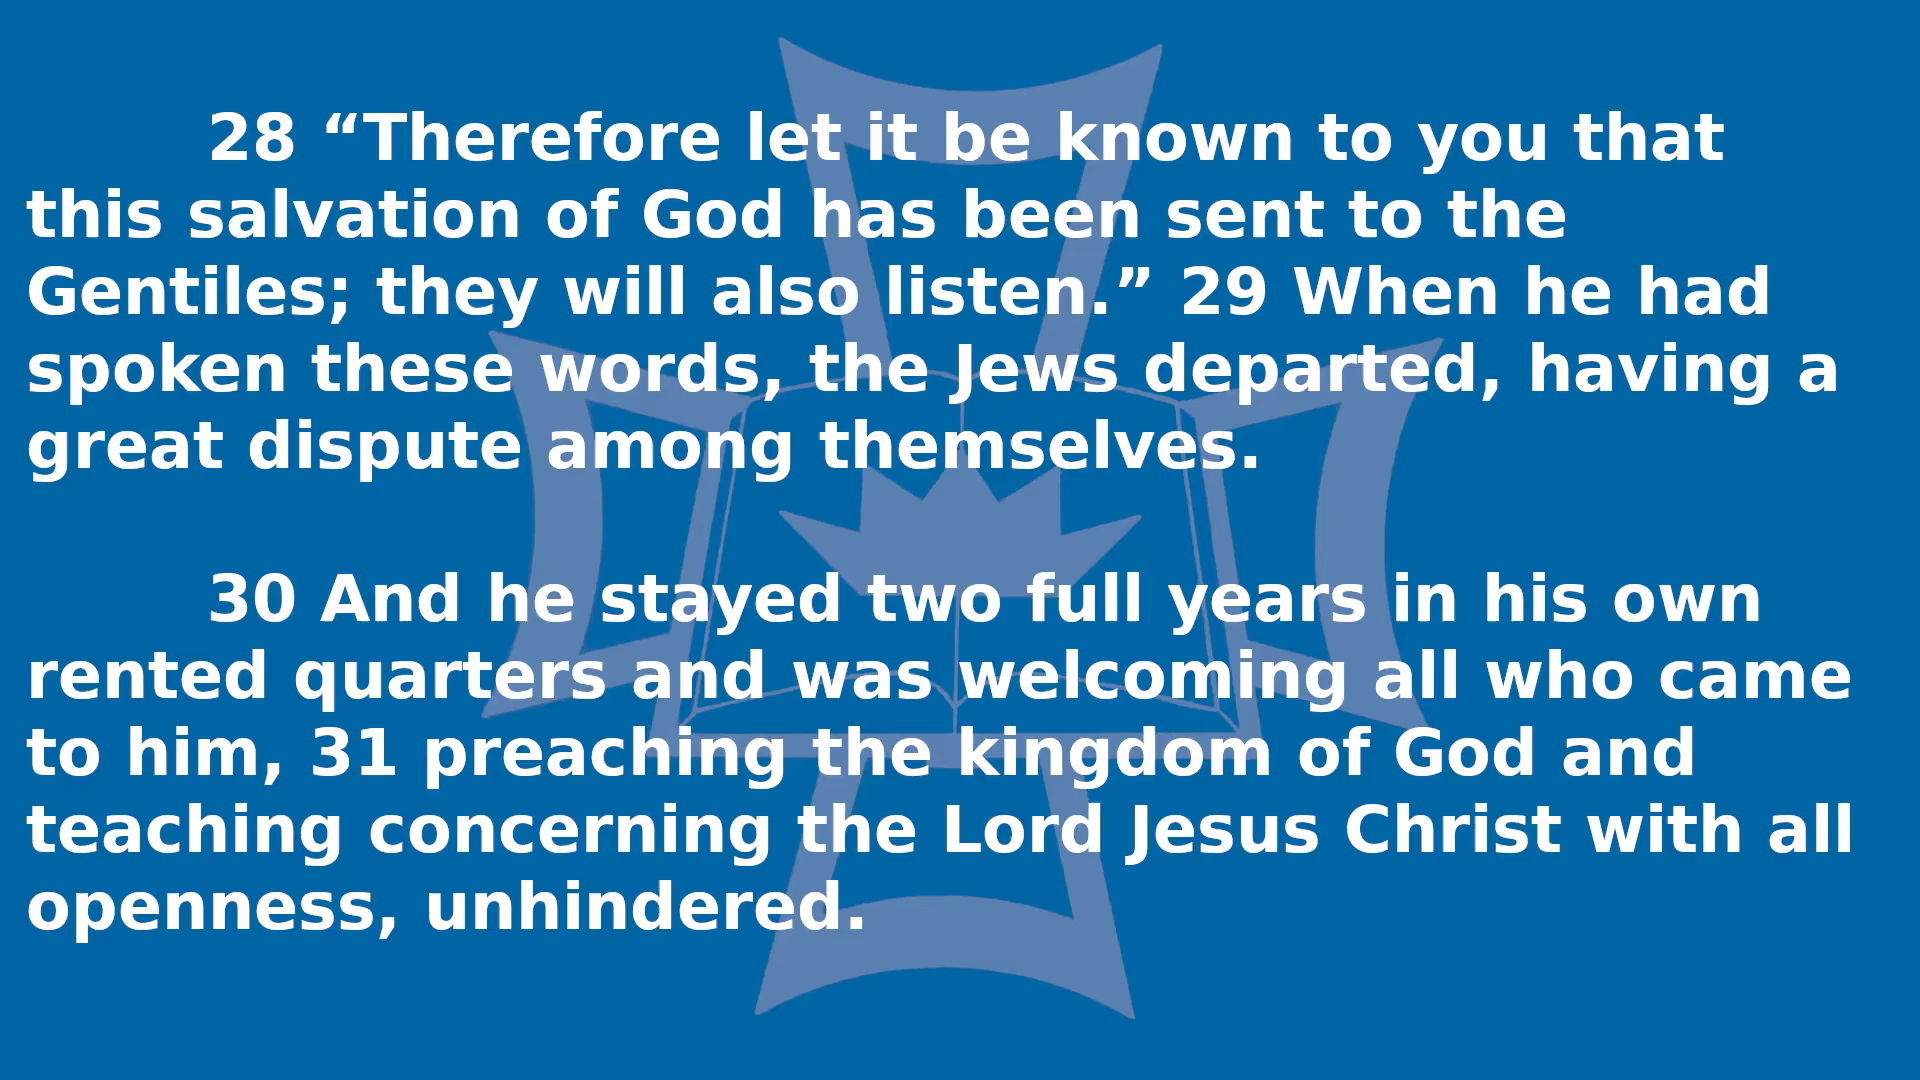 28 “Therefore let it be known to you that
this salvation of God has been sent to the
Gentiles; they will also listen.” 29 When he had
spoken these words, the Jews departed, having a
great dispute among themselves.
30 And he stayed two full years in his own
rented quarters and was welcoming all who came
to him, 31 preaching the kingdom of God and
teaching concerning the Lord Jesus Christ with all
openness, unhindered.